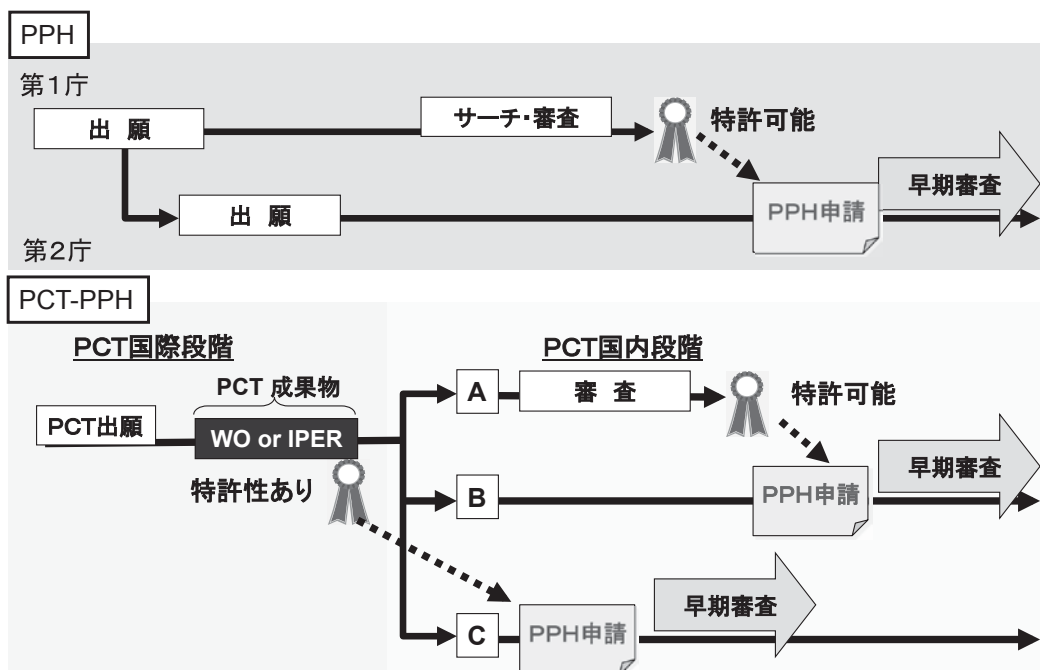 PPH
第1庁
出 願
サーチ・審査
特許可能
早期審査
出 願
PPH申請
第2庁
PCT-PPH
PCT国際段階
PCT国内段階
PCT 成果物
A
審 査
特許可能
PCT出願
WO or IPER
早期審査
特許性あり
B
PPH申請
早期審査
C
PPH申請